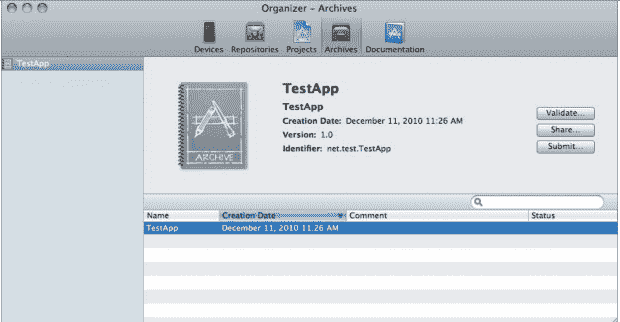 Organizer – Archives
Devices Repositories Projects Archives Documentation
TestApp
TestApp
TestApp
Creation Date: December 11, 2010 11:26 AM
Version: 1.0
Identifier: net.test.TestApp
Validate...
Share...
Submit...
ARCHIVE
Name Creation Date Comment Status
TestApp December 11, 2010 11.26 AM